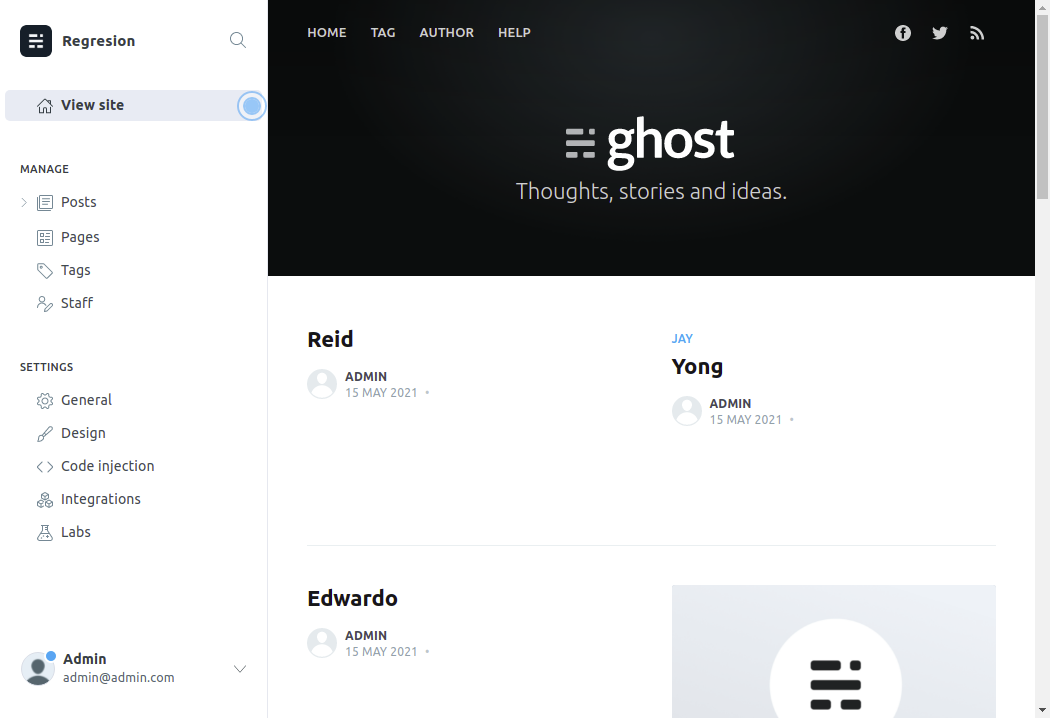 Regresion
View site
MANAGE
Posts
Pages
Tags
Staff
SETTINGS
General
Design
Code injection
Integrations
Labs
Admin
admin@admin.com
HOME TAG AUTHOR HELP
ghost
Thoughts, stories and ideas.
Reid
ADMIN
15 MAY 2021 •
JAY
Yong
ADMIN
15 MAY 2021 •
Edwardo
ADMIN
15 MAY 2021 •